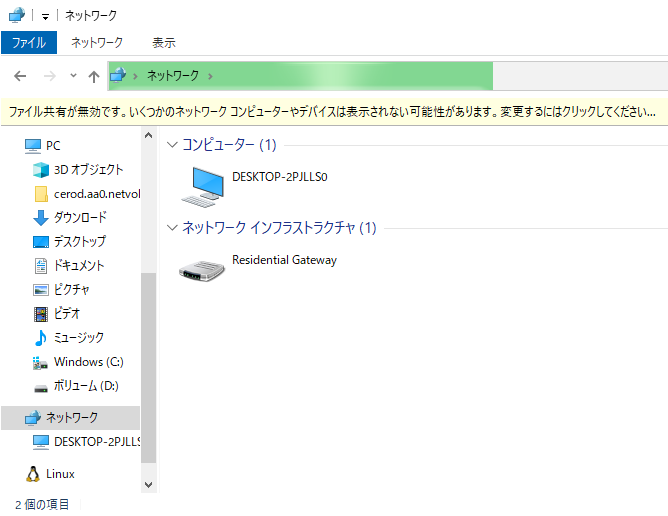 ネットワーク
ファイル ネットワーク 表示
ネットワーク
ファイル共有が無効です。いくつかのネットワーク コンピューターやデバイスは表示されない可能性があります。変更するにはクリックしてください...
PC
3D オブジェクト
cerod.aa0.netvol
ダウンロード
デスクトップ
ドキュメント
ピクチャ
ビデオ
ミュージック
Windows (C:)
ボリューム (D:)
ネットワーク
DESKTOP-2PJLLS
Linux
コンピューター (1)
DESKTOP-2PJLLS0
ネットワーク インフラストラクチャ (1)
Residential Gateway
2 個の項目